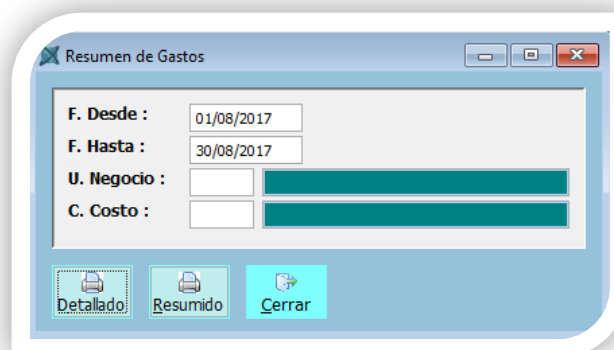 Resumen de Gastos
F. Desde : 01/08/2017
F. Hasta : 30/08/2017
U. Negocio :
C. Costo :
Detallado Resumido Cerrar